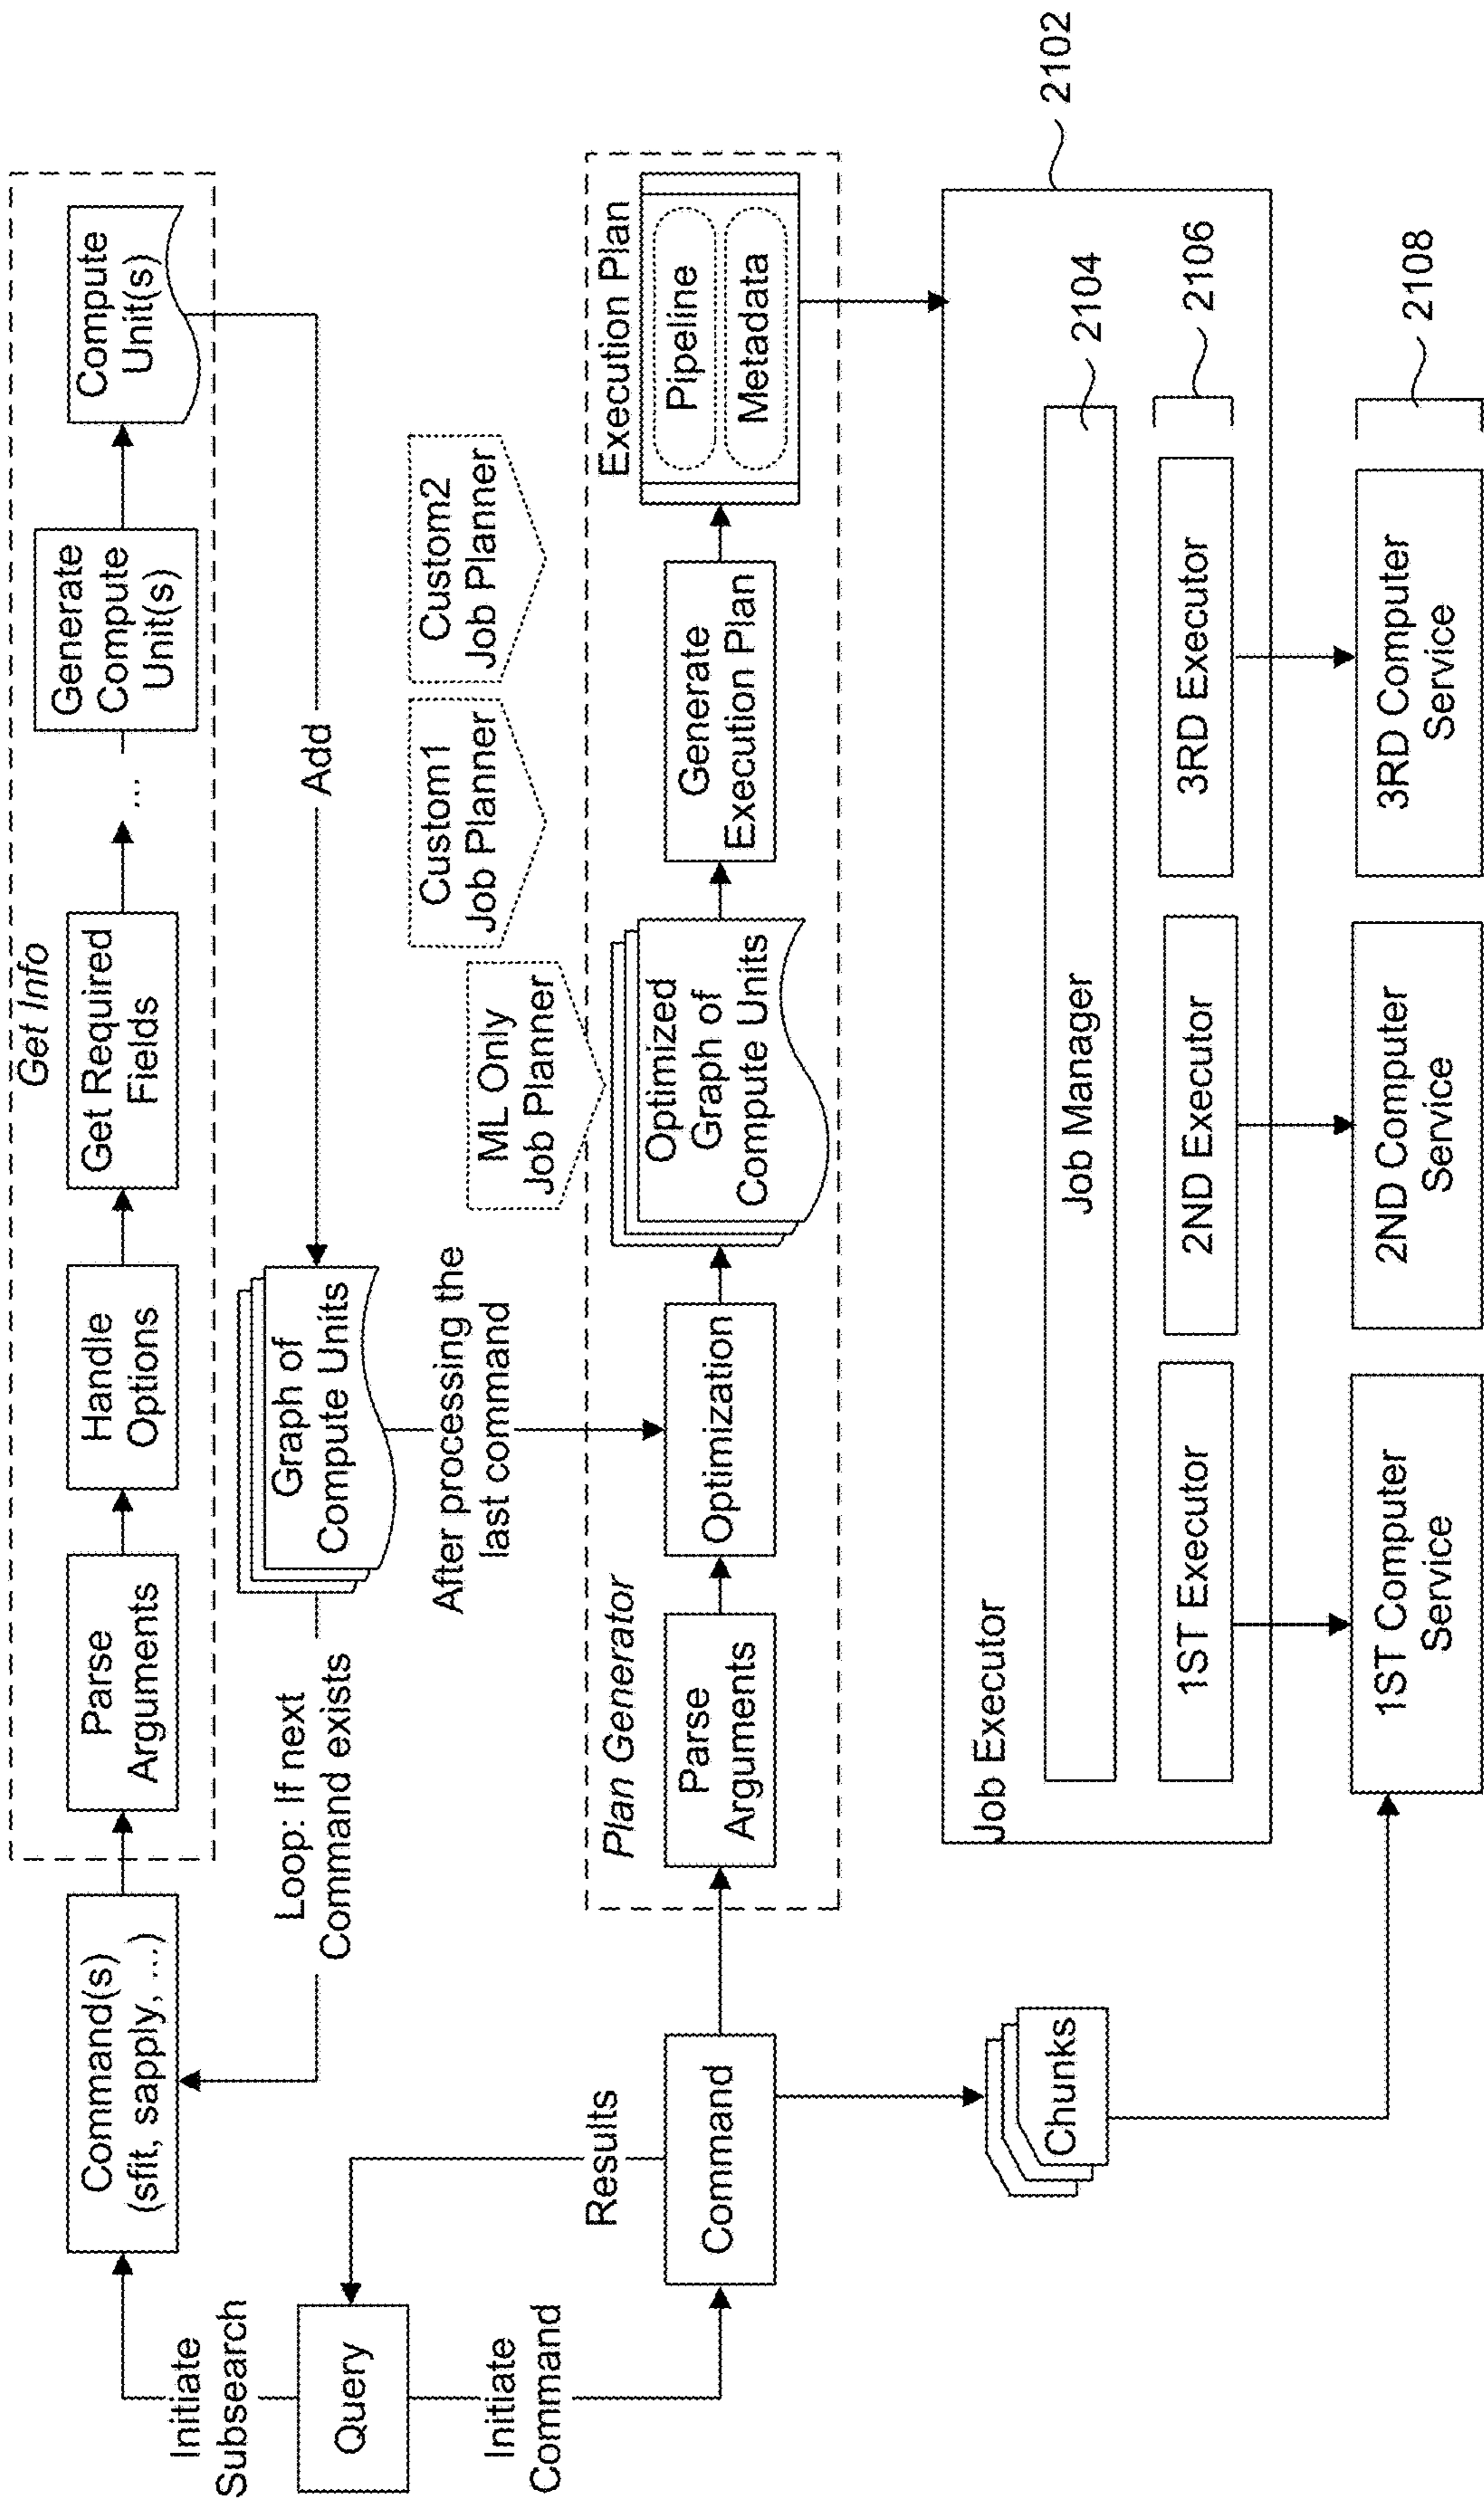 Get Info
Command(s)
(sfit, sapply, ...)
Parse
Arguments
Handle
Options
Get Required
Fields
...
Generate
Compute
Unit(s)
Compute
Unit(s)
Initiate
Subsearch
Loop: If next
Command exists
Graph of
Compute Units
Add
Query
After processing the
last command
Custom1
Job Planner
Custom2
Job Planner
ML Only
Job Planner
Initiate
Command
Results
Plan Generator
Execution Plan
Command
Parse
Arguments
Optimization
Optimized
Graph of
Compute Units
Generate
Execution Plan
Pipeline
Metadata
Chunks
Job Executor
2102
Job Manager
2104
1ST Executor
2ND Executor
3RD Executor
2106
1ST Computer
Service
2ND Computer
Service
3RD Computer
Service
2108